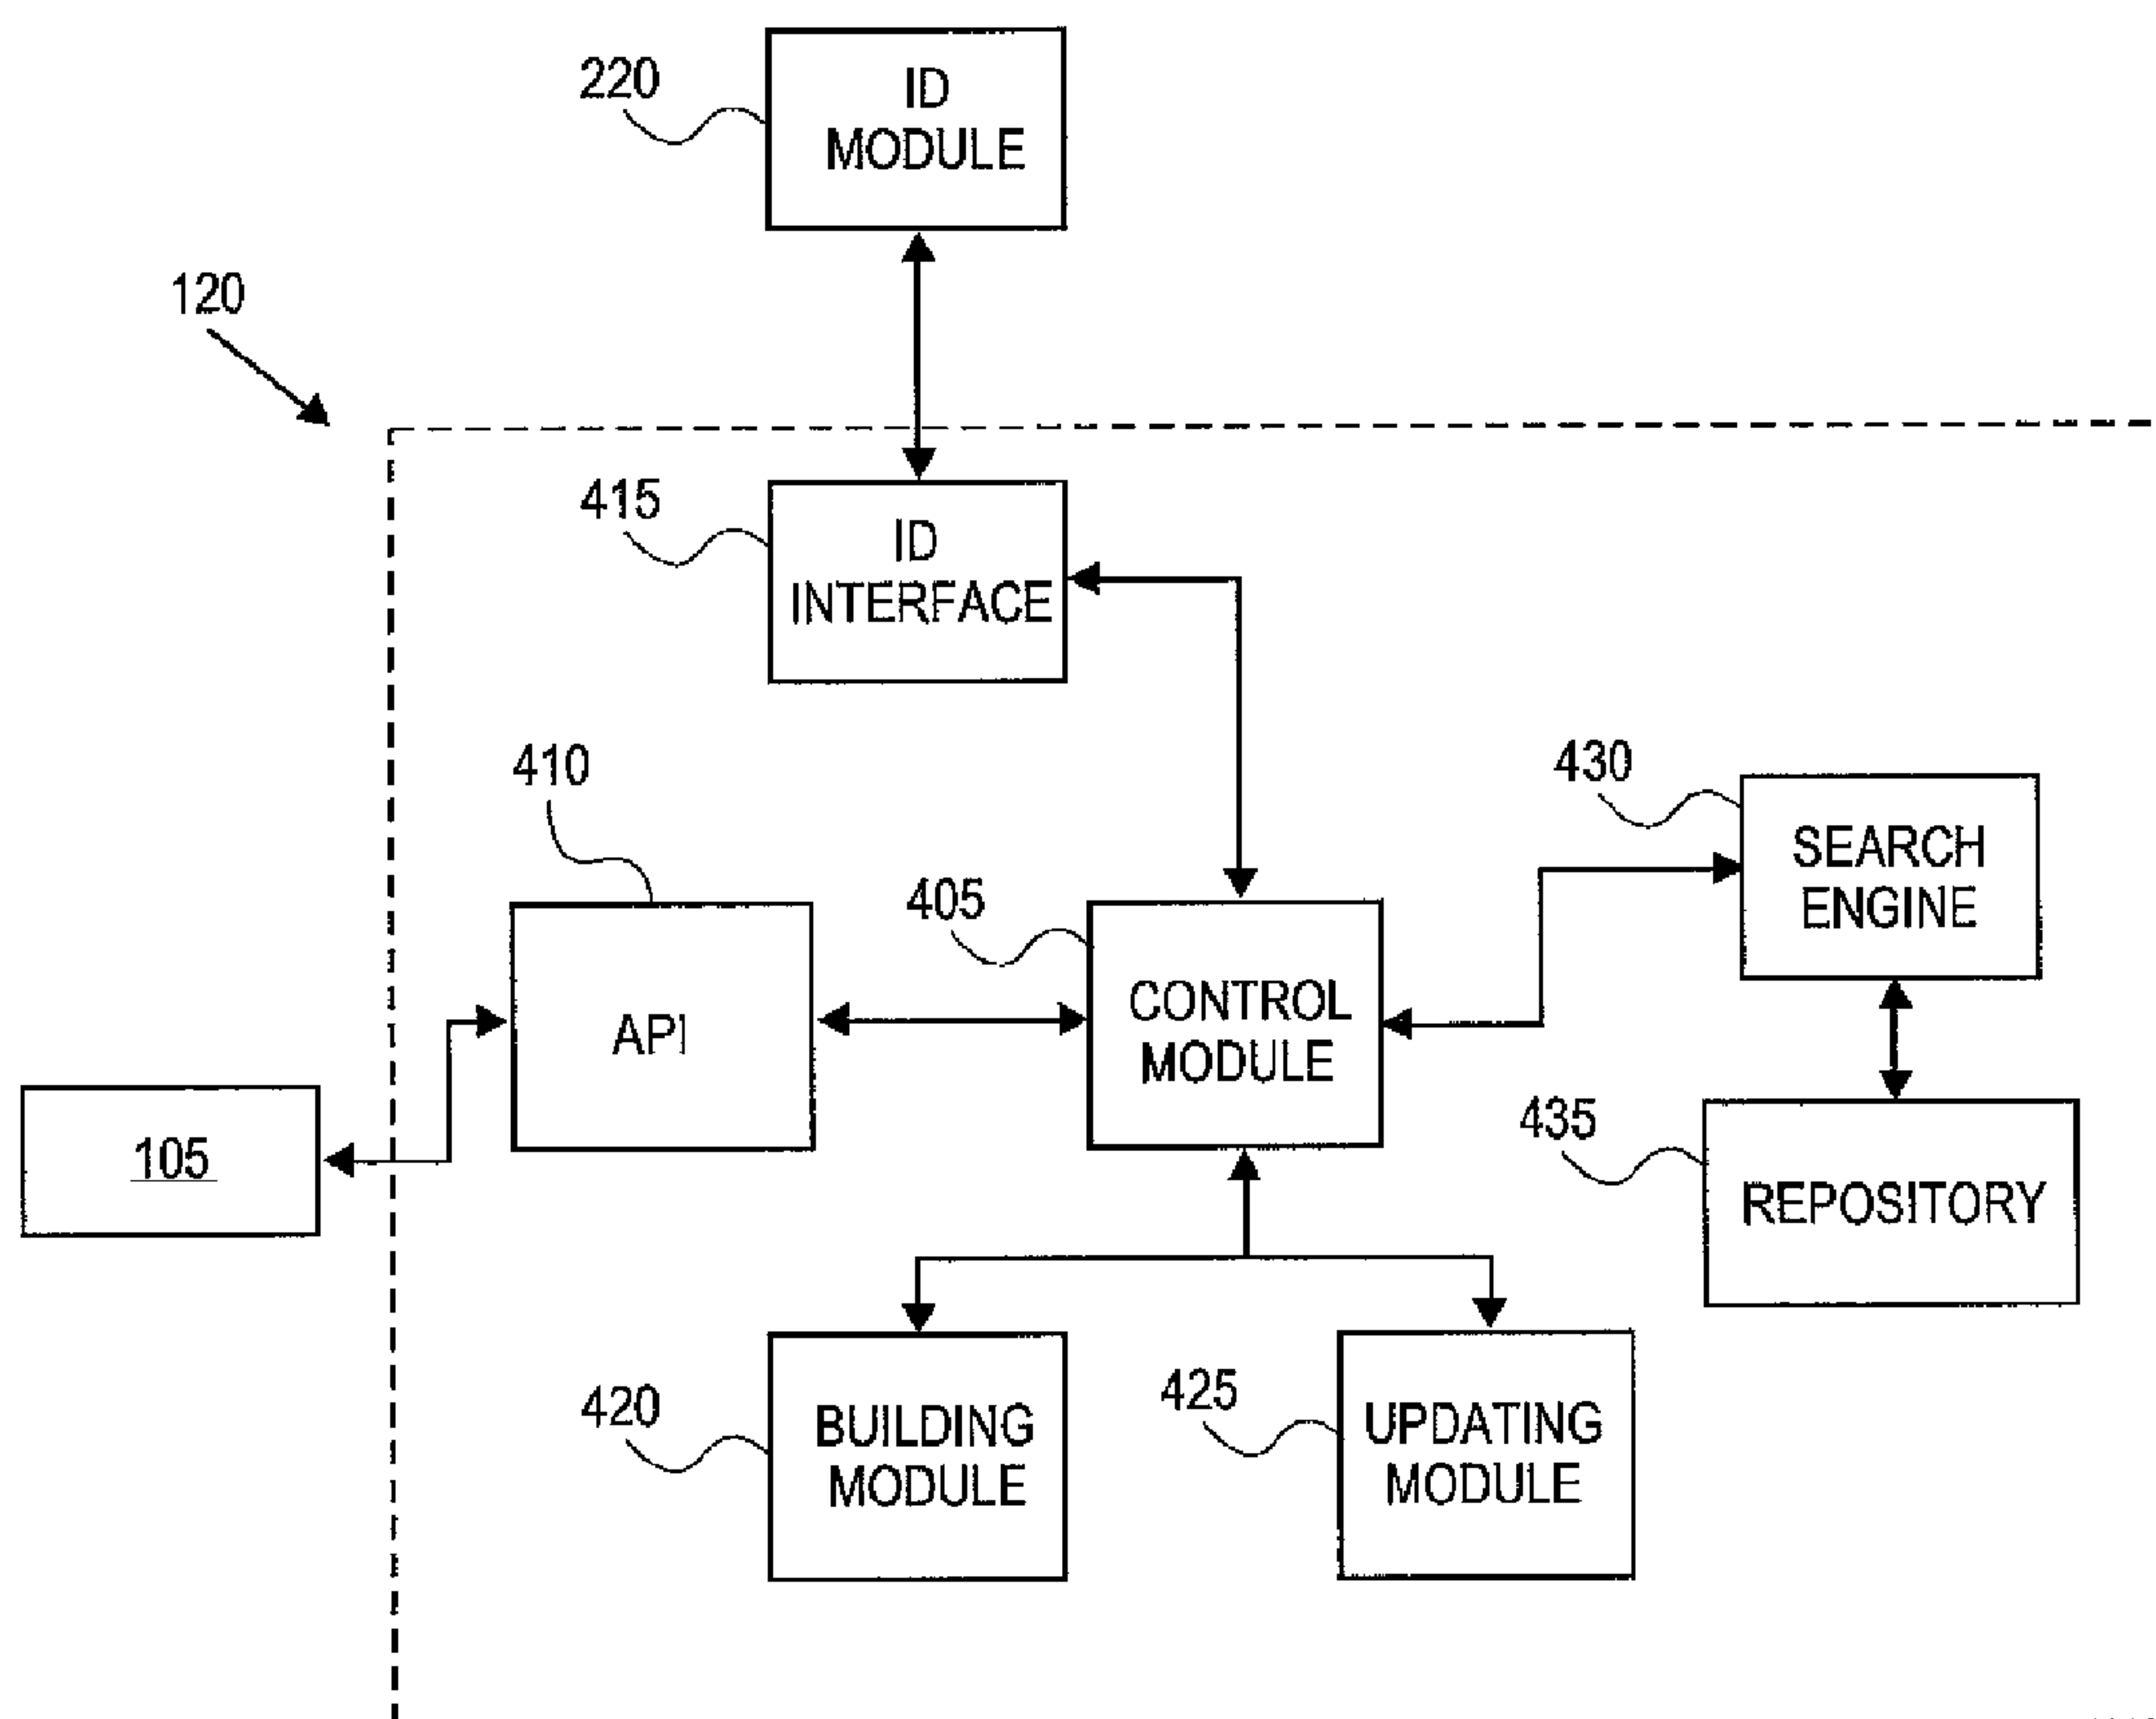 220
ID
MODULE
120
415
ID
INTERFACE
410
430
SEARCH
ENGINE
405
CONTROL
MODULE
API
105
435
REPOSITORY
420
BUILDING
MODULE
425
UPDATING
MODULE